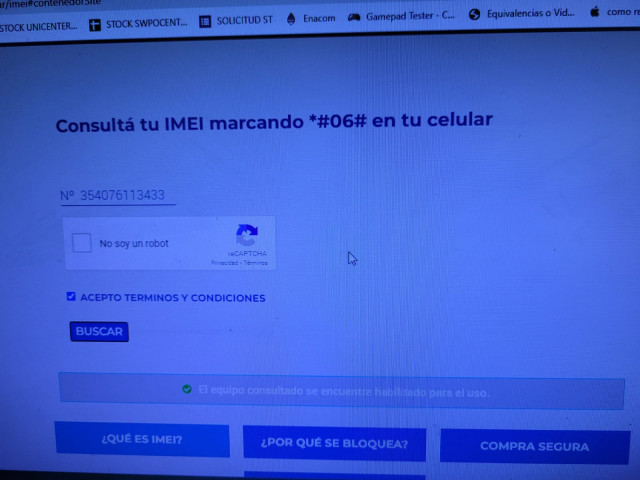 ar/imei#contenedorSite
STOCK UNICENTER...
STOCK SWPOCENT...
SOLICITUD ST
Enacom
Gamepad Tester - C...
Equivalencias o Vid...
como re
Consultá tu IMEI marcando *#06# en tu celular
Nº 354076113433
No soy un robot
reCAPTCHA
Privacidad - Términos
ACEPTO TERMINOS Y CONDICIONES
BUSCAR
El equipo consultado se encuentra habilitado para el uso.
¿QUÉ ES IMEI?
¿POR QUÉ SE BLOQUEA?
COMPRA SEGURA